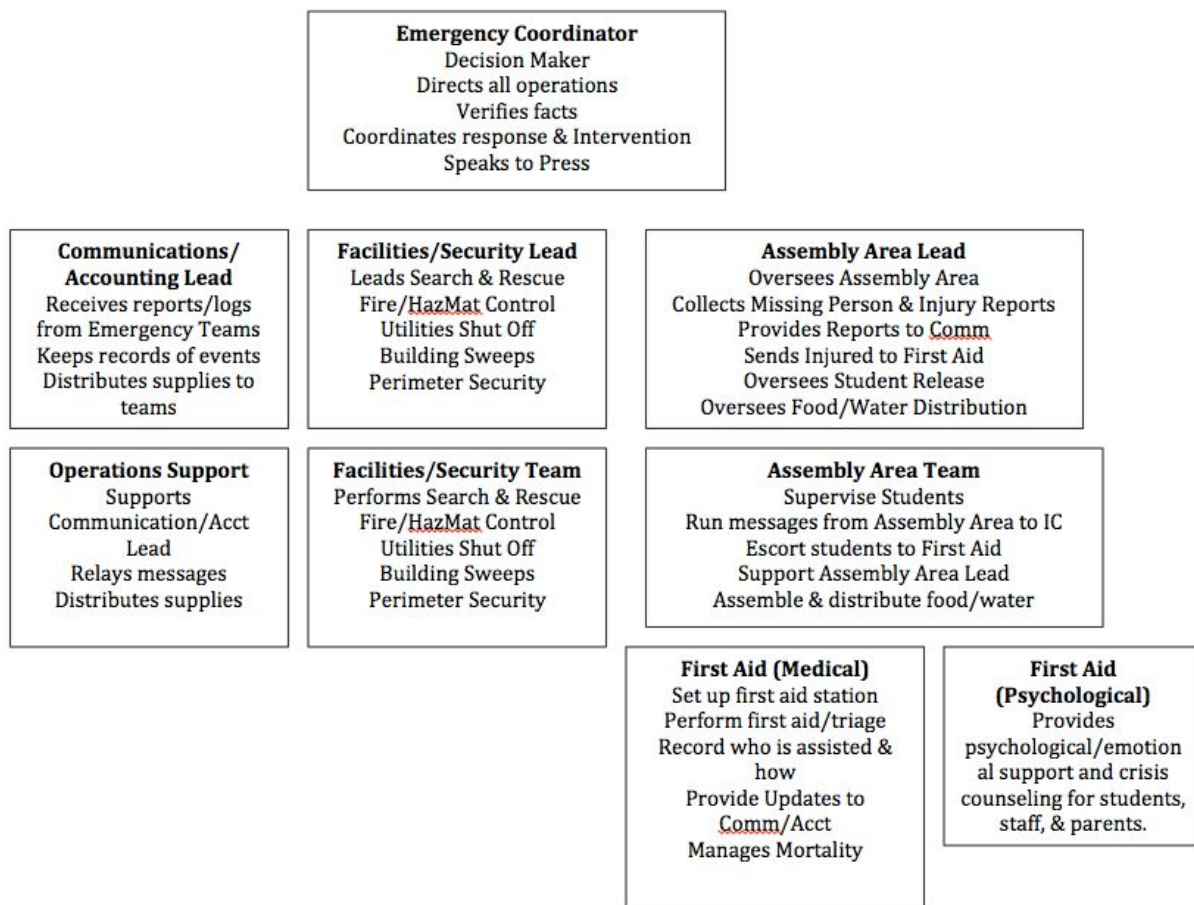 Emergency Coordinator
Decision Maker
Directs all operations
Verifies facts
Coordinates response & Intervention
Speaks to Press
Communications/
Accounting Lead
Receives reports/logs
from Emergency Teams
Keeps records of events
Distributes supplies to
teams
Facilities/Security Lead
Leads Search & Rescue
Fire/HazMat Control
Utilities Shut Off
Building Sweeps
Perimeter Security
Assembly Area Lead
Oversees Assembly Area
Collects Missing Person & Injury Reports
Provides Reports to Comm
Sends Injured to First Aid
Oversees Student Release
Oversees Food/Water Distribution
Operations Support
Supports
Communication/Acct
Lead
Relays messages
Distributes supplies
Facilities/Security Team
Performs Search & Rescue
Fire/HazMat Control
Utilities Shut Off
Building Sweeps
Perimeter Security
Assembly Area Team
Supervise Students
Run messages from Assembly Area to IC
Escort students to First Aid
Support Assembly Area Lead
Assemble & distribute food/water
First Aid (Medical)
Set up first aid station
Perform first aid/triage
Record who is assisted &
how
Provide Updates to
Comm/Acct
Manages Mortality
First Aid
(Psychological)
Provides
psychological/emotion
al support and crisis
counseling for students,
staff, & parents.